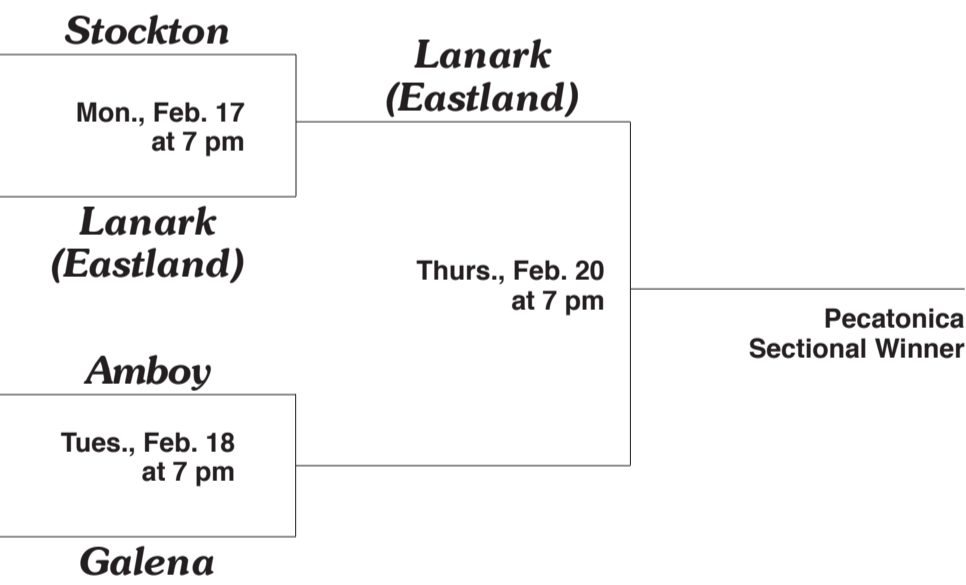 Stockton
Mon., Feb. 17
at 7 pm
Lanark
(Eastland)
Amboy
Tues., Feb. 18
at 7 pm
Galena
Lanark
(Eastland)
Thurs., Feb. 20
at 7 pm
Pecatonica
Sectional Winner